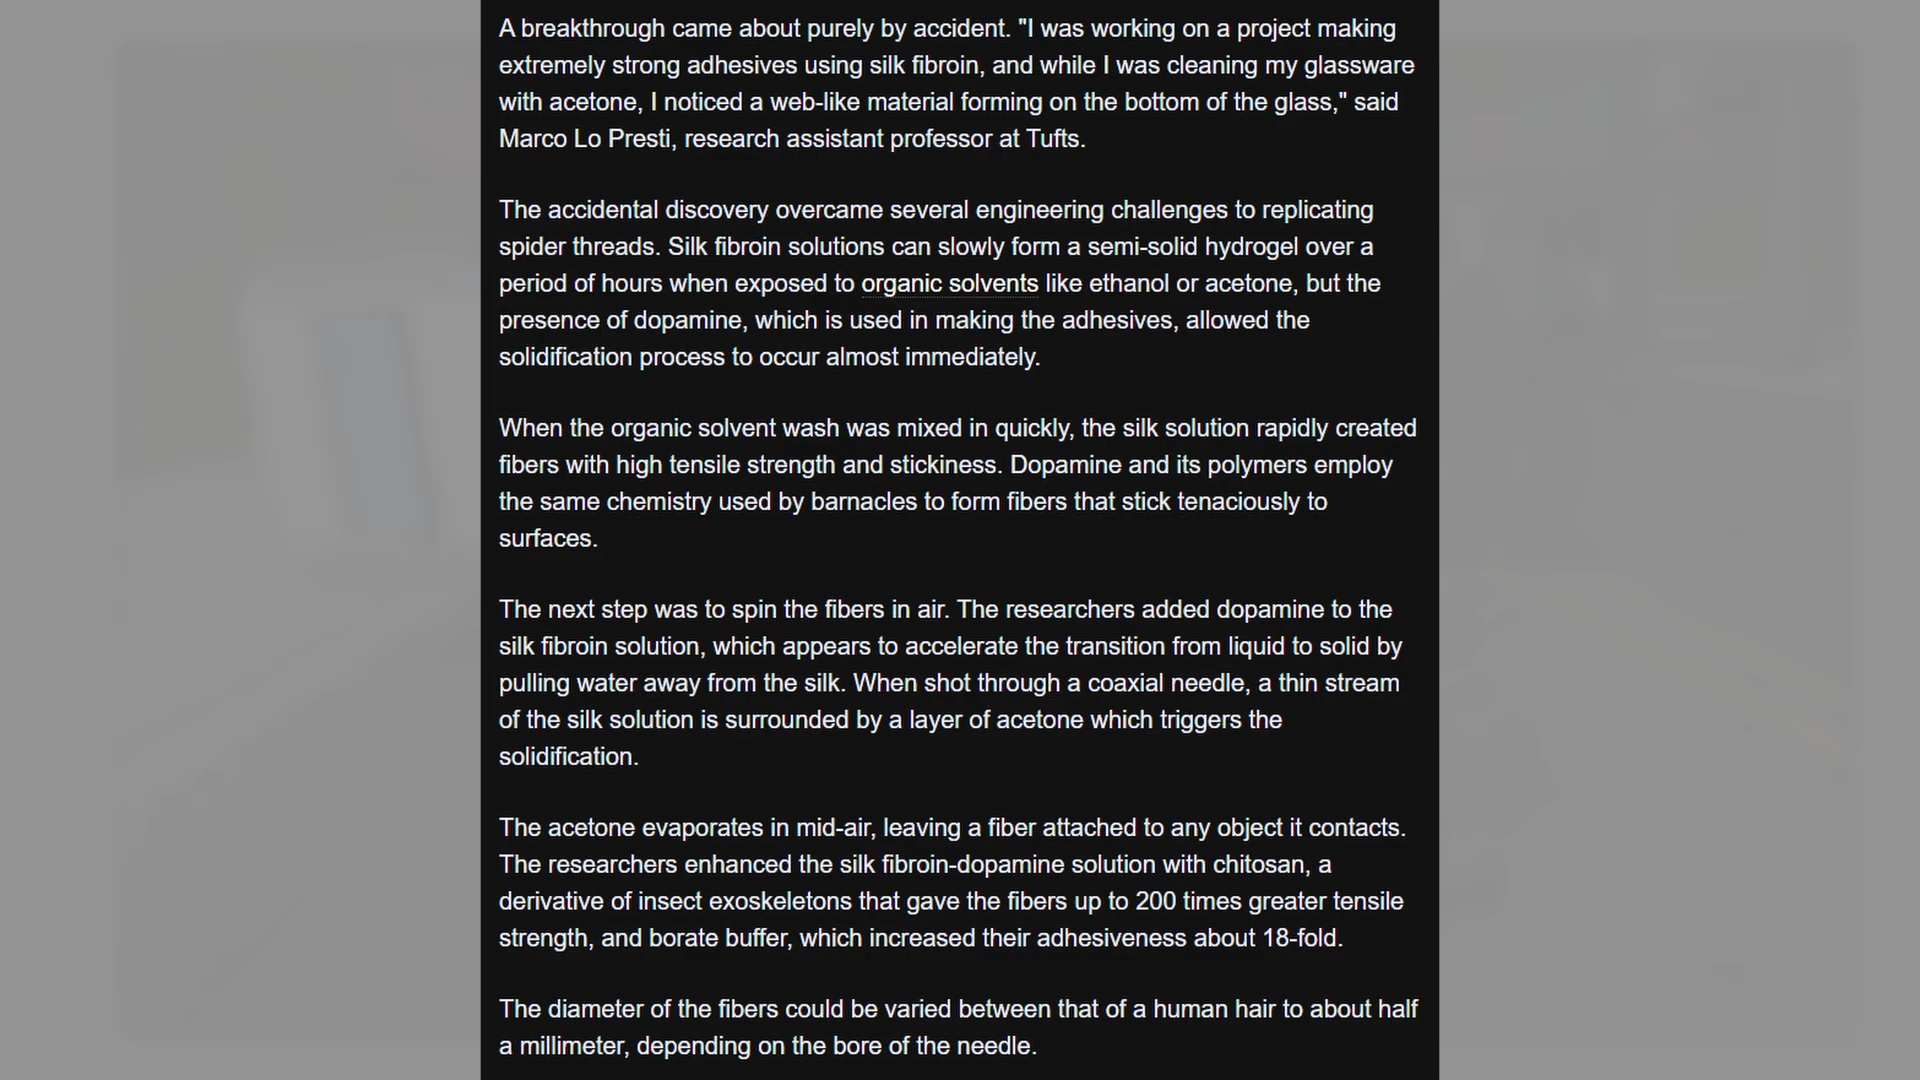 A breakthrough came about purely by accident. "I was working on a project making
extremely strong adhesives using silk fibroin, and while I was cleaning my glassware
with acetone, I noticed a web-like material forming on the bottom of the glass," said
Marco Lo Presti, research assistant professor at Tufts.
The accidental discovery overcame several engineering challenges to replicating
spider threads. Silk fibroin solutions can slowly form a semi-solid hydrogel over a
period of hours when exposed to organic solvents like ethanol or acetone, but the
presence of dopamine, which is used in making the adhesives, allowed the
solidification process to occur almost immediately.
When the organic solvent wash was mixed in quickly, the silk solution rapidly created
fibers with high tensile strength and stickiness. Dopamine and its polymers employ
the same chemistry used by barnacles to form fibers that stick tenaciously to
surfaces.
The next step was to spin the fibers in air. The researchers added dopamine to the
silk fibroin solution, which appears to accelerate the transition from liquid to solid by
pulling water away from the silk. When shot through a coaxial needle, a thin stream
of the silk solution is surrounded by a layer of acetone which triggers the
solidification.
The acetone evaporates in mid-air, leaving a fiber attached to any object it contacts.
The researchers enhanced the silk fibroin-dopamine solution with chitosan, a
derivative of insect exoskeletons that gave the fibers up to 200 times greater tensile
strength, and borate buffer, which increased their adhesiveness about 18-fold.
The diameter of the fibers could be varied between that of a human hair to about half
a millimeter, depending on the bore of the needle.